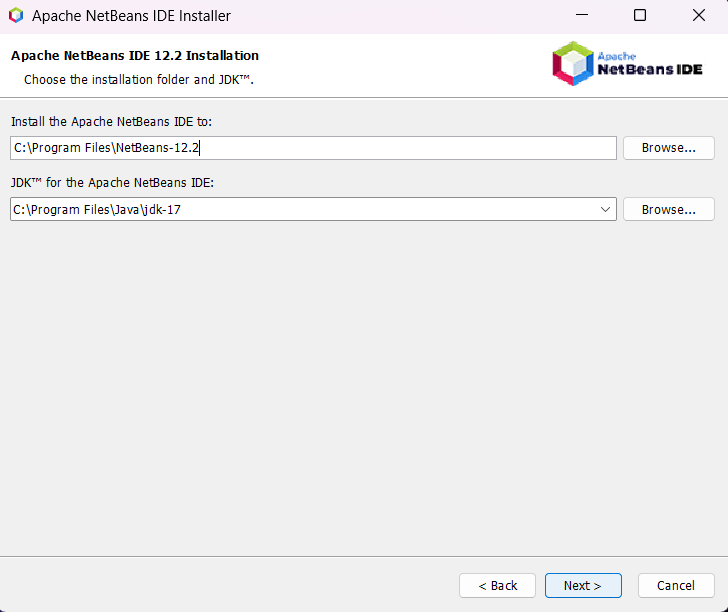 Apache NetBeans IDE Installer
Apache NetBeans IDE 12.2 Installation
Choose the installation folder and JDK™.
Apache
NetBeans IDE
Install the Apache NetBeans IDE to:
C:\Program Files\NetBeans-12.2
Browse...
JDK™ for the Apache NetBeans IDE:
C:\Program Files\Java\jdk-17
Browse...
< Back
Next >
Cancel